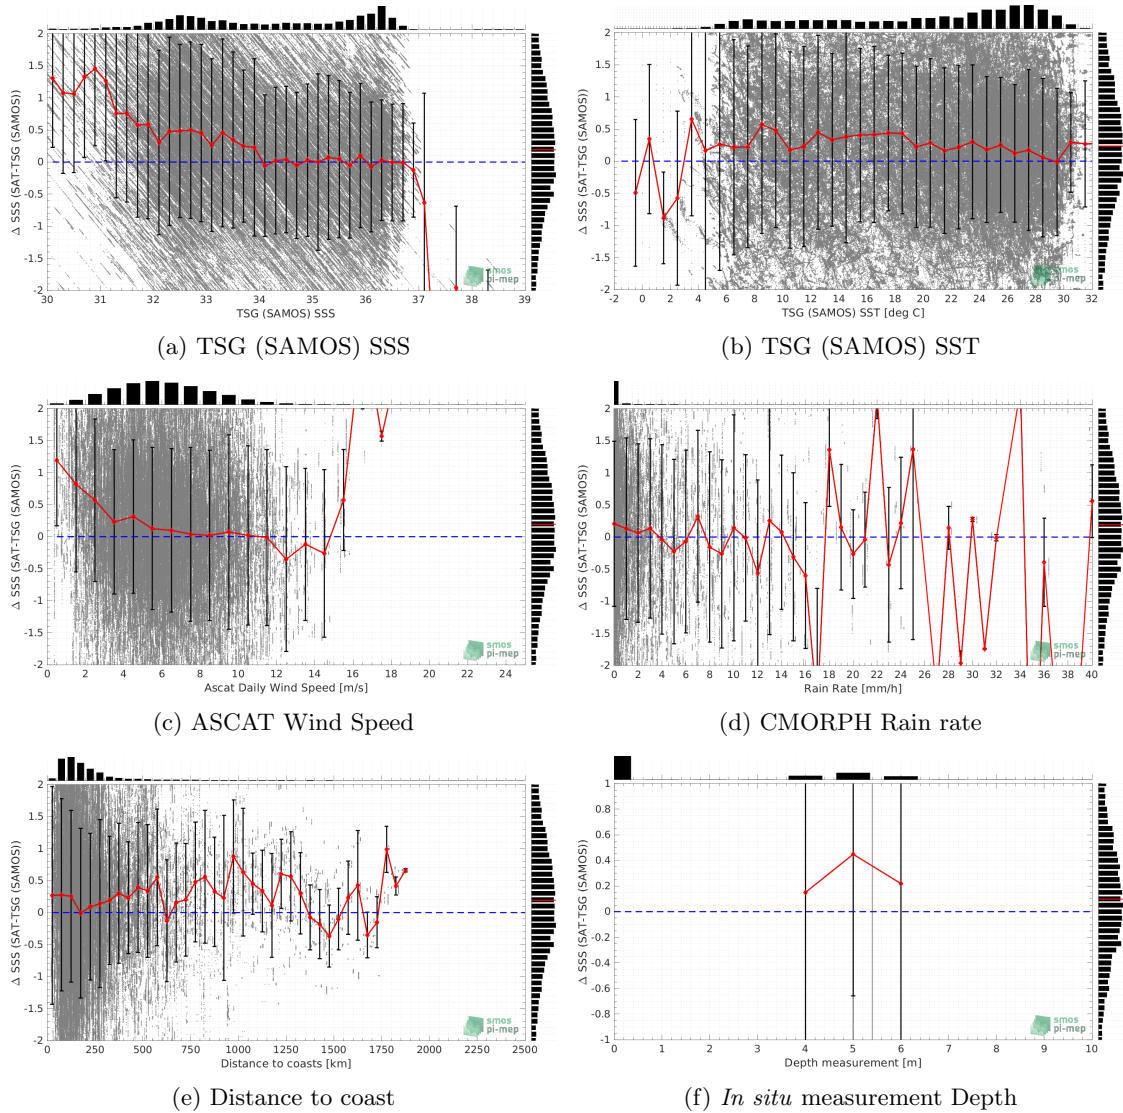 2
1.5
1
0.5
0
-0.5
-1
-1.5
-2
Δ SSS (SAT-TSG (SAMOS))
smos
pi-mep
30 31 32 33 34 35 36 37 38 39
TSG (SAMOS) SSS
(a) TSG (SAMOS) SSS
2
1.5
1
0.5
0
-0.5
-1
-1.5
-2
Δ SSS (SAT-TSG (SAMOS))
smos
pi-mep
-2 0 2 4 6 8 10 12 14 16 18 20 22 24 26 28 30 32
TSG (SAMOS) SST [deg C]
(b) TSG (SAMOS) SST
2
1.5
1
0.5
0
-0.5
-1
-1.5
-2
Δ SSS (SAT-TSG (SAMOS))
smos
pi-mep
0 2 4 6 8 10 12 14 16 18 20 22 24
Ascat Daily Wind Speed [m/s]
(c) ASCAT Wind Speed
2
1.5
1
0.5
0
-0.5
-1
-1.5
-2
Δ SSS (SAT-TSG (SAMOS))
smos
pi-mep
0 2 4 6 8 10 12 14 16 18 20 22 24 26 28 30 32 34 36 38 40
Rain Rate [mm/h]
(d) CMORPH Rain rate
2
1.5
1
0.5
0
-0.5
-1
-1.5
-2
Δ SSS (SAT-TSG (SAMOS))
smos
pi-mep
0 250 500 750 1000 1250 1500 1750 2000 2250 2500
Distance to coasts [km]
(e) Distance to coast
1
0.8
0.6
0.4
0.2
0
-0.2
-0.4
-0.6
-0.8
-1
Δ SSS (SAT-TSG (SAMOS))
smos
pi-mep
0 1 2 3 4 5 6 7 8 9 10
Depth measurement [m]
(f) In situ measurement Depth